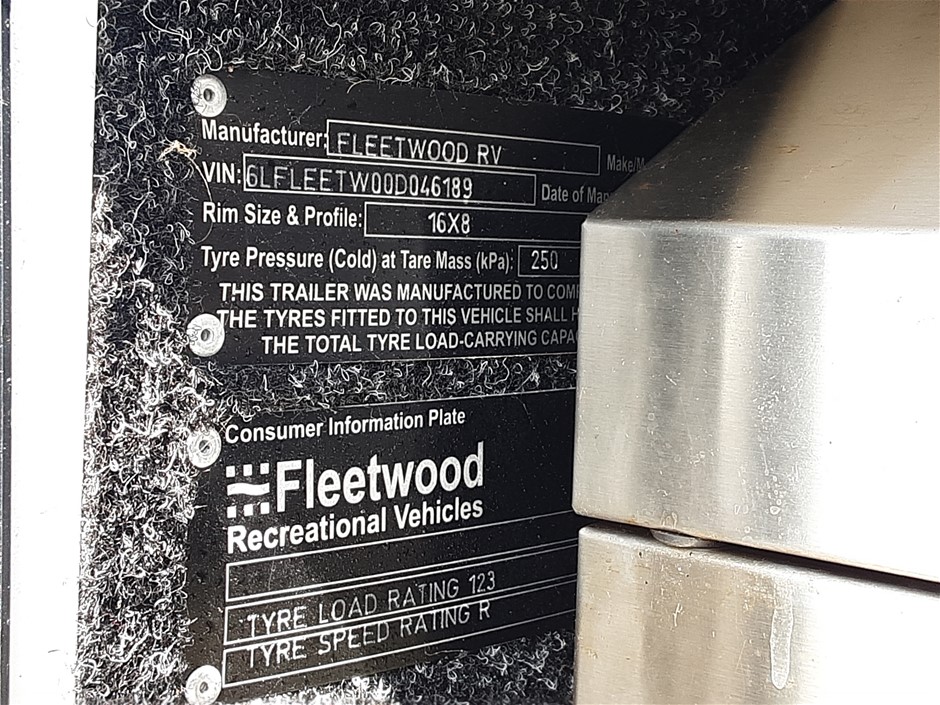 Manufacturer: FLEETWOOD RV
VIN: 6LFLEETW00D046189 Date of
Rim Size & Profile: 16X8
Tyre Pressure (Cold) at Tare Mass (kPa): 250
THIS TRAILER WAS MANUFACTURED TO
THE TYRES FITTED TO THIS VEHICLE SHALL
THE TOTAL TYRE LOAD-CARRYING
Consumer Information Plate
Fleetwood
Recreational Vehicles
TYRE LOAD RATING 123
TYRE SPEED RATING R